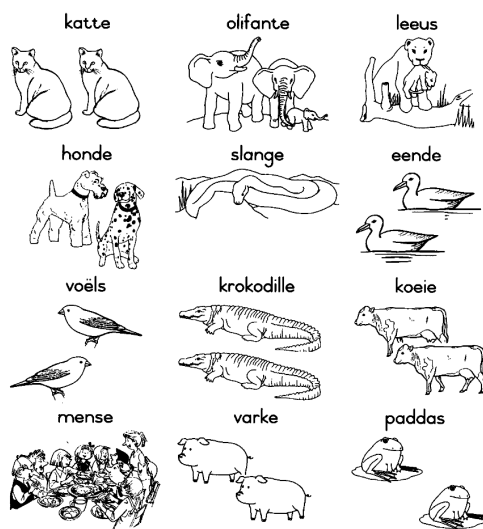 katte
olifante
leeus
honde
slange
eende
voëls
krokodille
koeie
mense
varke
paddas